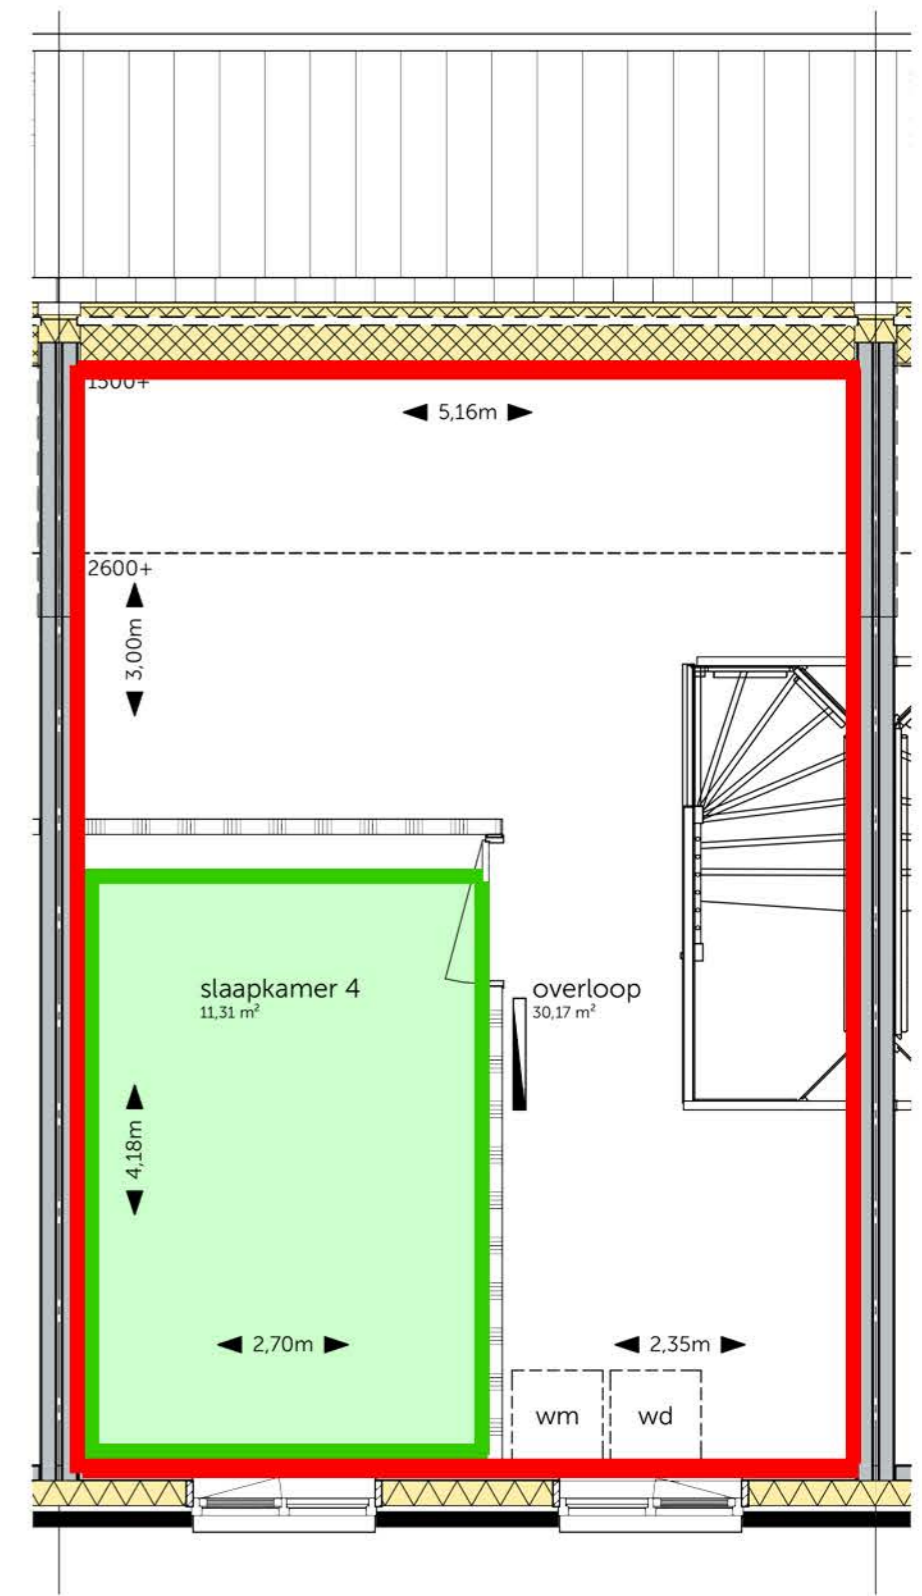 1500+
5,16m
2600+
3,00m
slaapkamer 4
11,31 m²
overloop
30,17 m²
4,18m
2,70m
2,35m
wm
wd